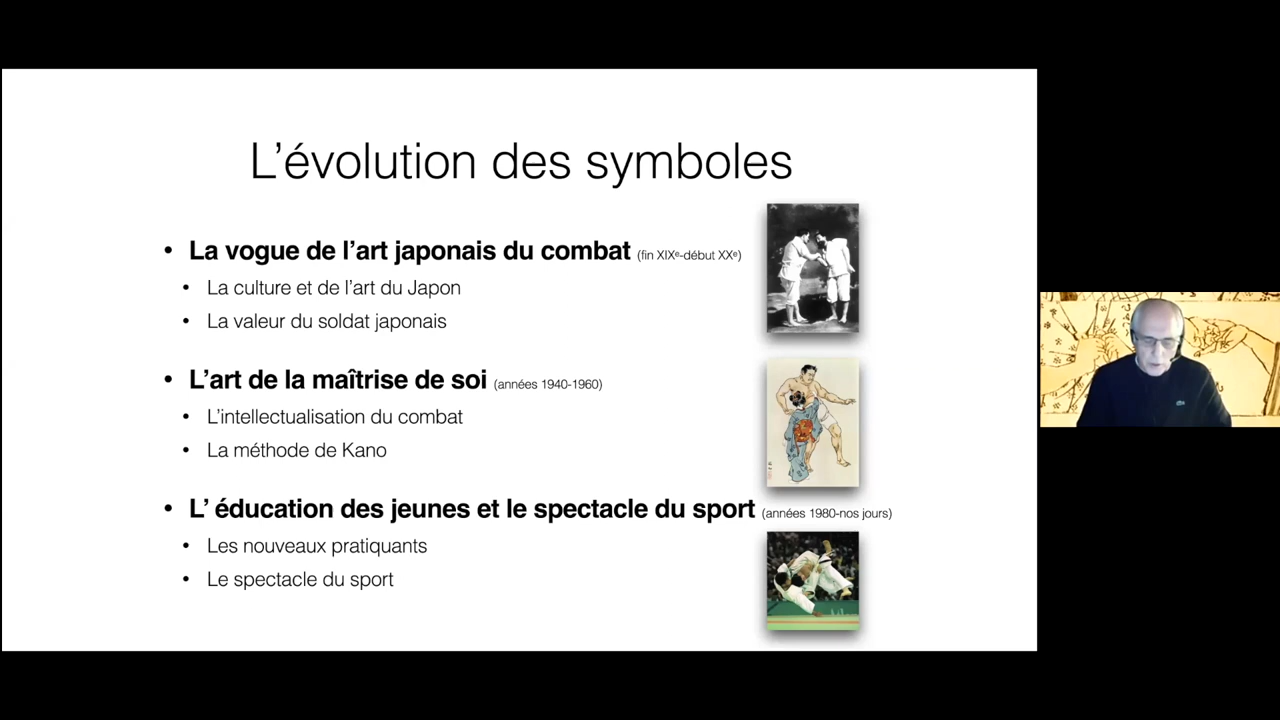 L'évolution des symboles
• La vogue de l'art japonais du combat (fin XIXᵉ-début XXᵉ)
• La culture et de l'art du Japon
• La valeur du soldat japonais
• L'art de la maîtrise de soi (années 1940-1960)
• L'intellectualisation du combat
• La méthode de Kano
• L' éducation des jeunes et le spectacle du sport (années 1980-nos jours)
• Les nouveaux pratiquants
• Le spectacle du sport